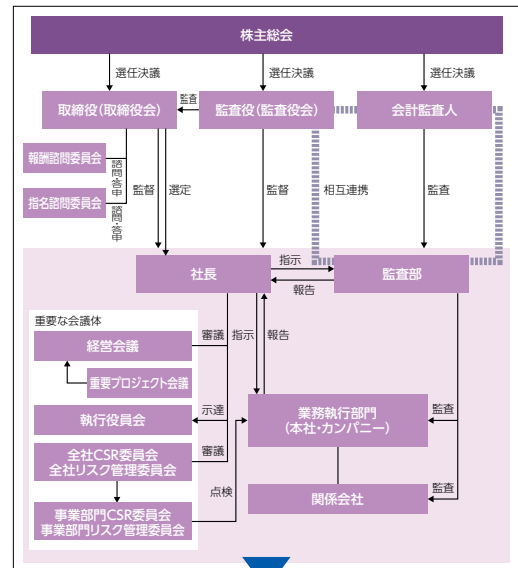 株主総会
選任決議
選任決議
選任決議
取締役(取締役会)
監査
監査役(監査役会)
会計監査人
報酬諮問委員会
諮問・答申
指名諮問委員会
諮問・答申
監督
選定
監督
相互連携
監査
社長
指示
報告
監査部
重要な会議体
経営会議
審議
指示
報告
重要プロジェクト会議
執行役員会
示達
業務執行部門
(本社・カンパニー)
監査
全社CSR委員会
全社リスク管理委員会
審議
点検
関係会社
監査
事業部門CSR委員会
事業部門リスク管理委員会